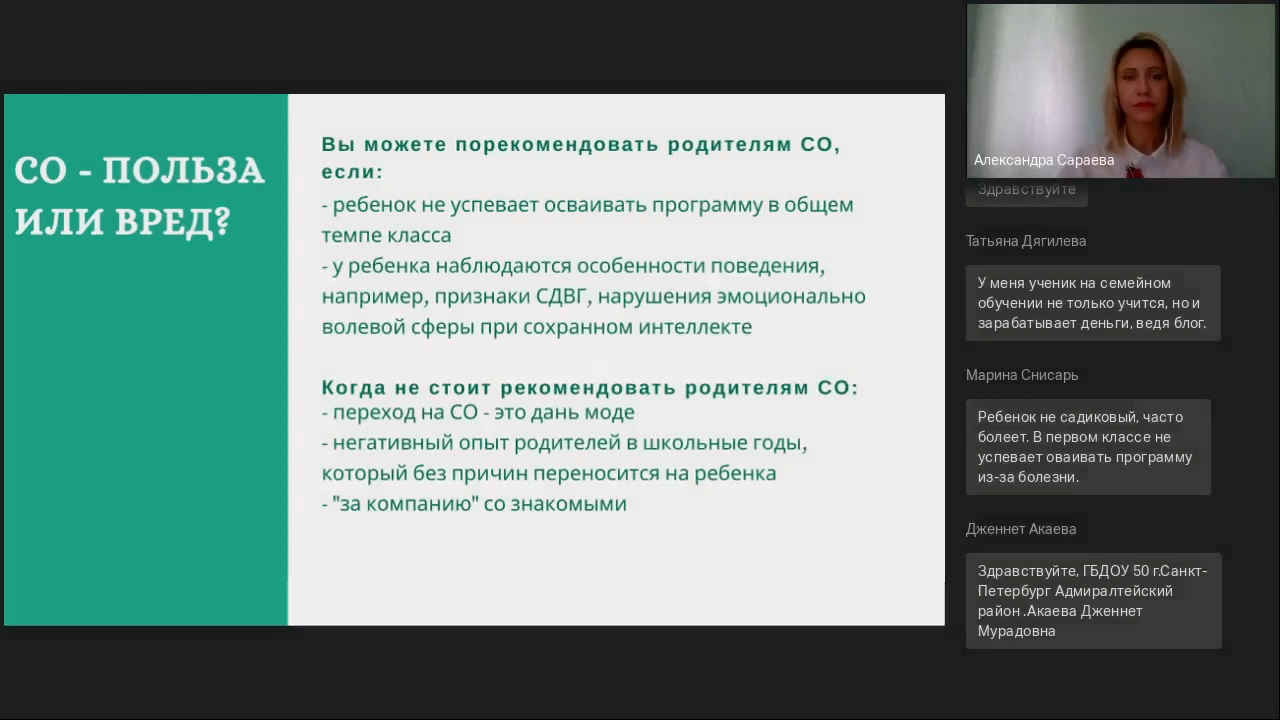 СО - ПОЛЬЗА
ИЛИ ВРЕД?
Вы можете порекомендовать родителям СО,
если:
- ребенок не успевает осваивать программу в общем
темпе класса
- у ребенка наблюдаются особенности поведения,
например, признаки СДВГ, нарушения эмоционально
волевой сферы при сохранном интеллекте
Когда не стоит рекомендовать родителям СО:
- переход на СО - это дань моде
- негативный опыт родителей в школьные годы,
который без причин переносится на ребенка
- "за компанию" со знакомыми
Александра Сараева
Здравствуйте
Татьяна Дягилева
У меня ученик на семейном
обучении не только учится, но и
зарабатывает деньги, ведя блог.
Марина Снисарь
Ребенок не садиковый, часто
болеет. В первом классе не
успевает оваивать программу
из-за болезни.
Дженнет Акаева
Здравствуйте, ГБДОУ 50 г.Санкт-
Петербург Адмиралтейский
район .Акаева Дженнет
Мурадовна